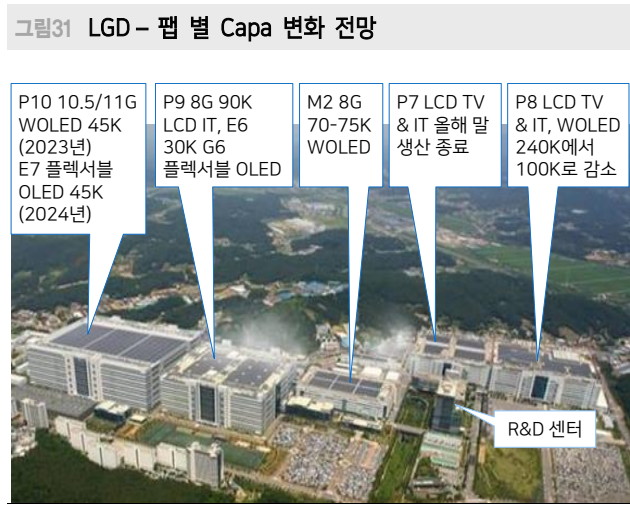 그림31 LGD – 팹 별 Capa 변화 전망
P10 10.5/11G
WOLED 45K
(2023년)
E7 플렉서블
OLED 45K
(2024년)
P9 8G 90K
LCD IT, E6
30K G6
플렉서블 OLED
M2 8G
70-75K
WOLED
P7 LCD TV
& IT 올해 말
생산 종료
P8 LCD TV
& IT, WOLED
240K에서
100K로 감소
R&D 센터